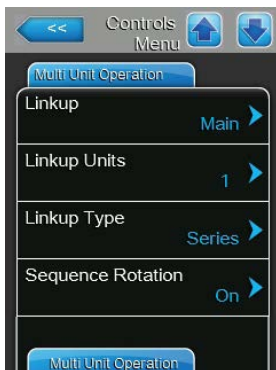 <<
Controls
Menu
Multi Unit Operation
Linkup
Main
Linkup Units
1
Linkup Type
Series
Sequence Rotation
On
Multi Unit Operation